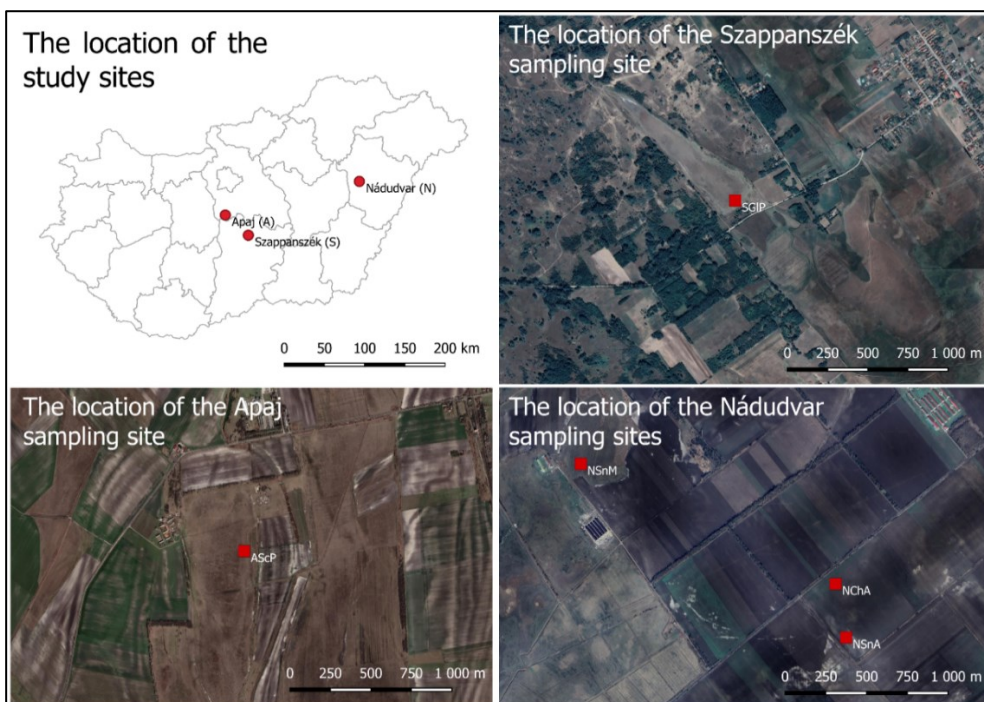 The location of the
study sites
Nádudvar (N)
Apaj (A)
Szappanszék (S)
0 50 100 150 200 km
The location of the Szappanszék
sampling site
SGlP
0 250 500 750 1 000 m
The location of the Apaj
sampling site
AScP
0 250 500 750 1 000 m
The location of the Nádudvar
sampling sites
NSnM
NChA
NSnA
0 250 500 750 1 000 m